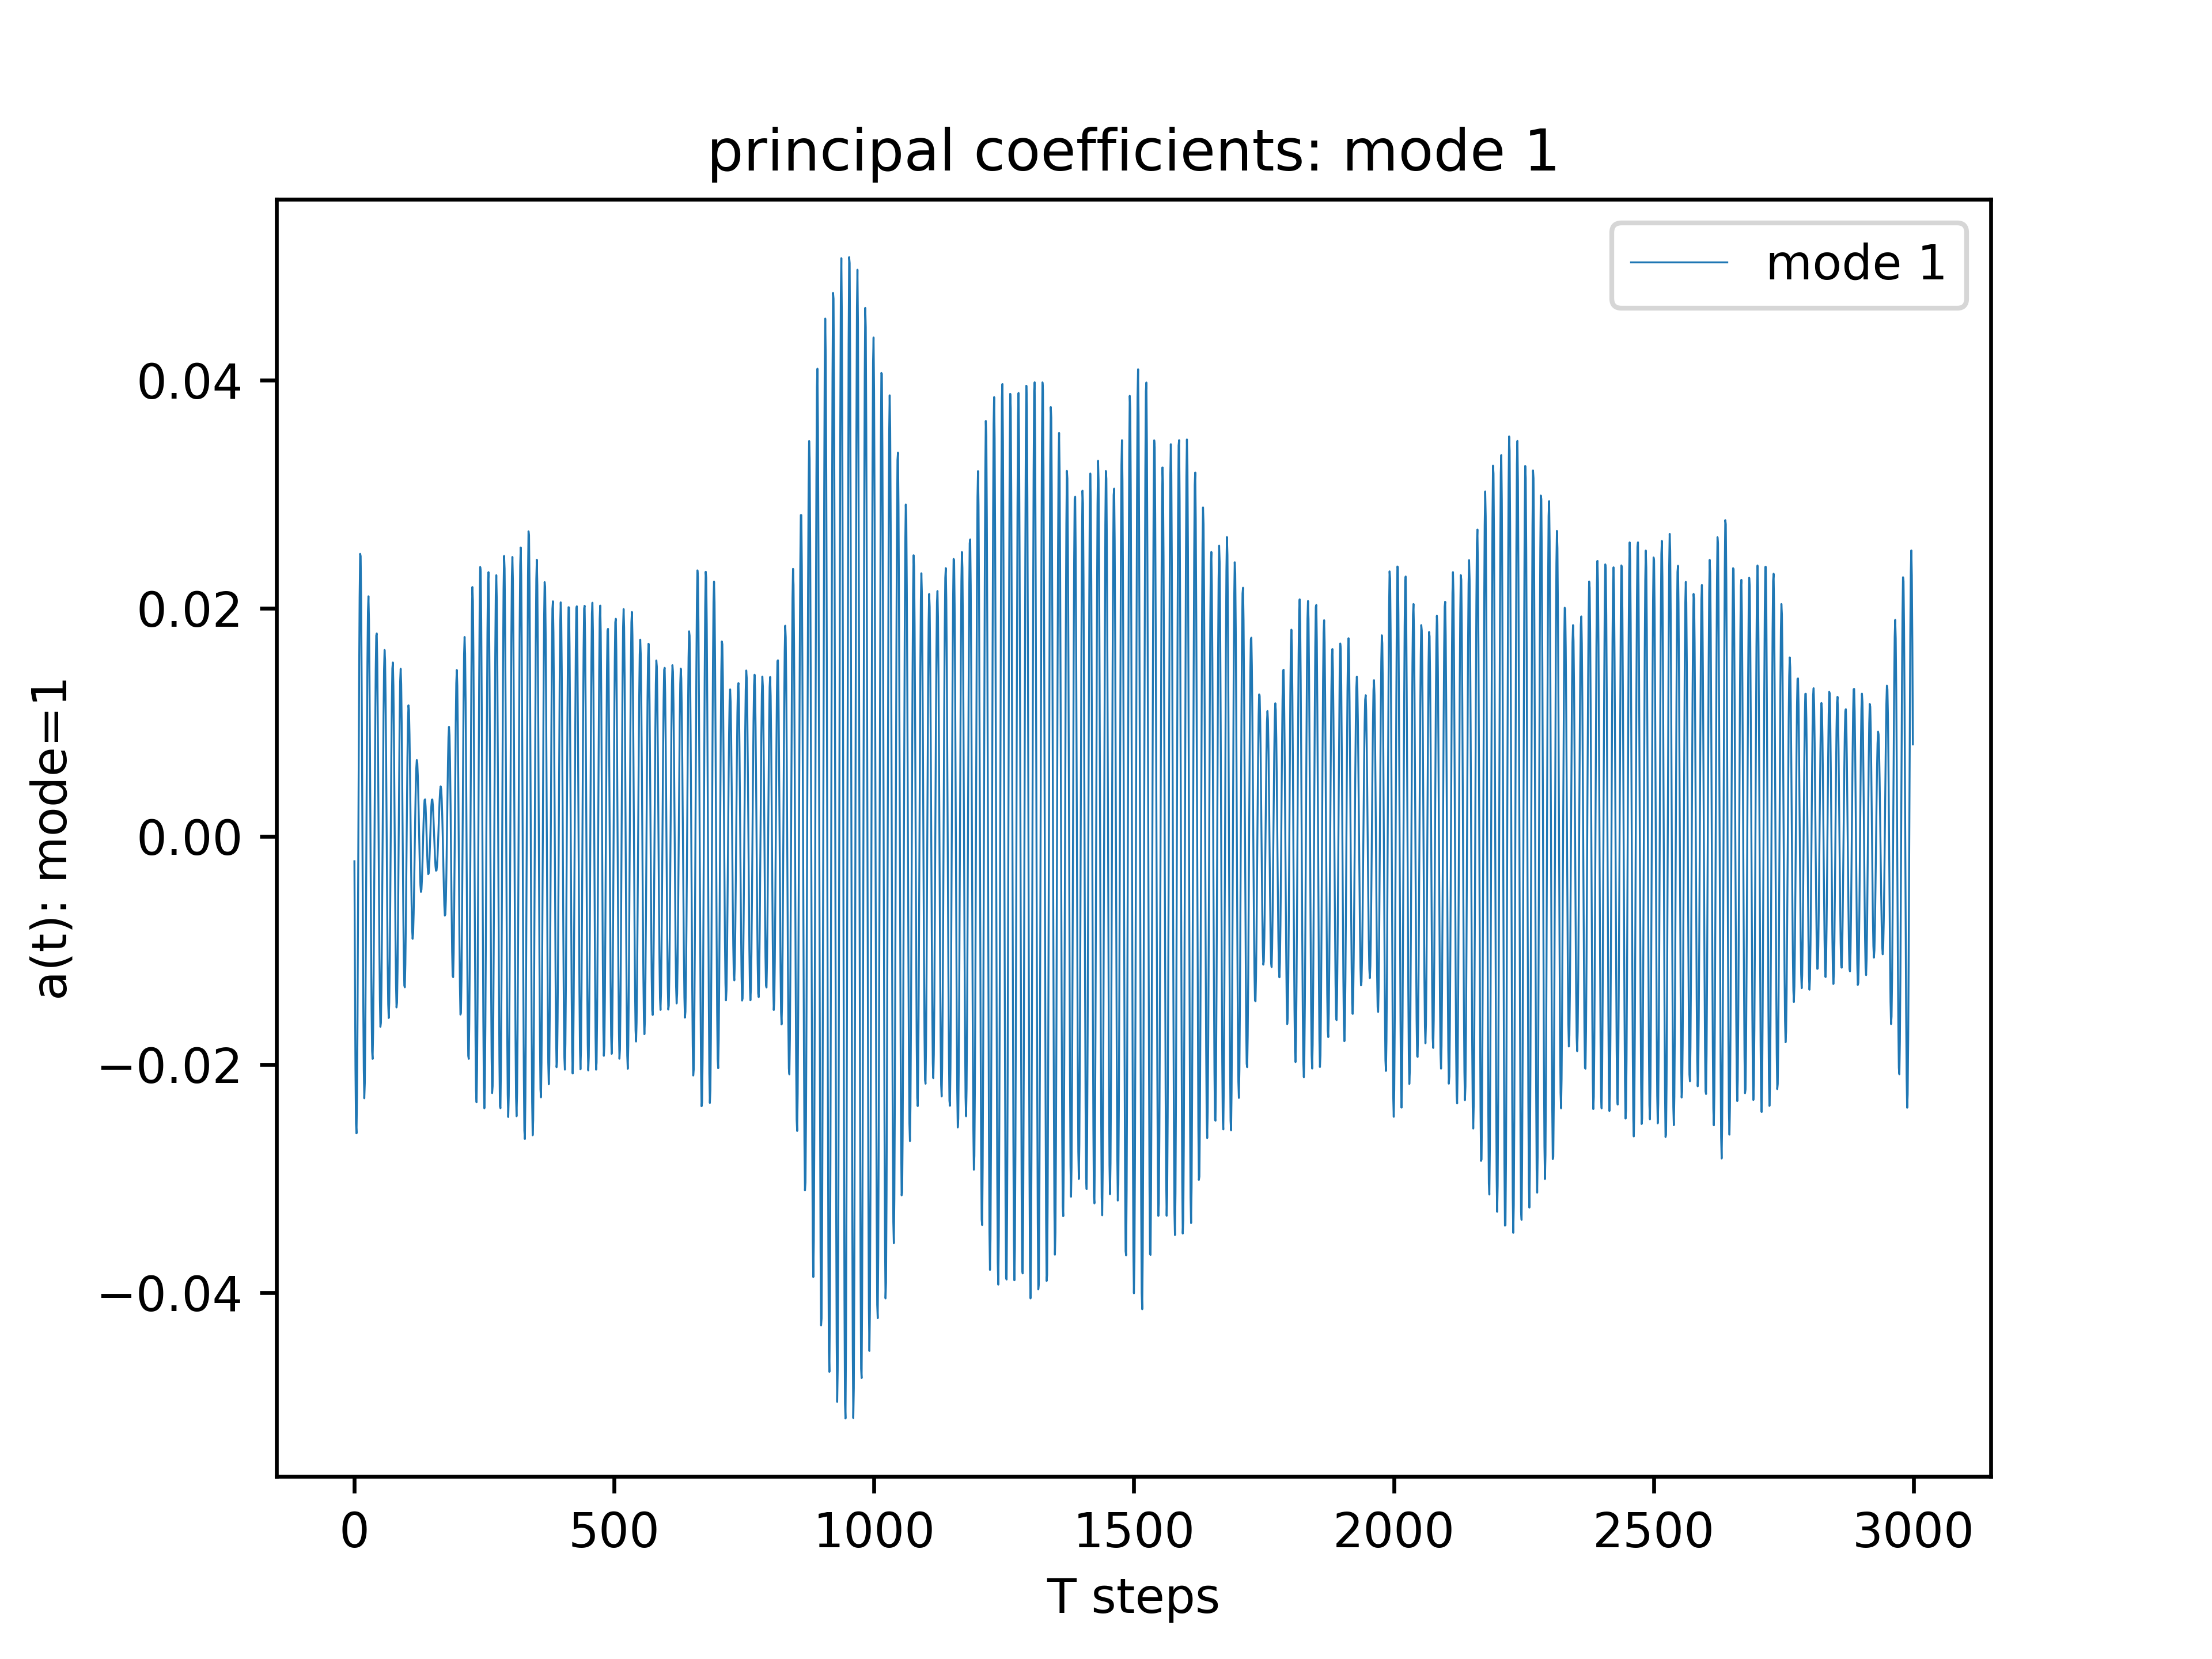 principal coefficients: mode 1
mode 1
a(t): mode=1
0.04
0.02
0.00
−0.02
−0.04
0 500 1000 1500 2000 2500 3000
T steps